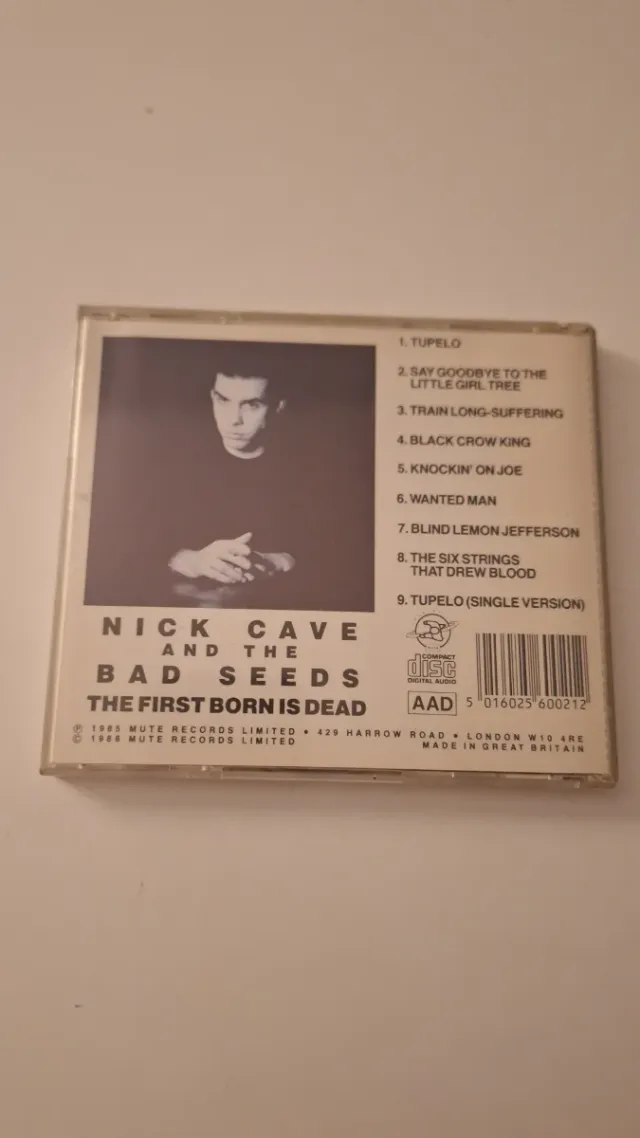 1. TUPELO
2. SAY GOODBYE TO THE
LITTLE GIRL TREE
3. TRAIN LONG-SUFFERING
4. BLACK CROW KING
5. KNOCKIN' ON JOE
6. WANTED MAN
7. BLIND LEMON JEFFERSON
8. THE SIX STRINGS
THAT DREW BLOOD
9. TUPELO (SINGLE VERSION)
NICK CAVE
AND THE
BAD SEEDS
THE FIRST BORN IS DEAD
COMPACT
disc
DIGITAL AUDIO
AAD
5 016025 600212
℗ 1985 MUTE RECORDS LIMITED • 429 HARROW ROAD • LONDON W10 4RE
© 1988 MUTE RECORDS LIMITED MADE IN GREAT BRITAIN